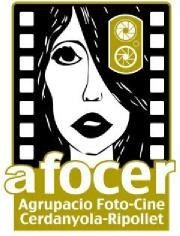 afocer
Agrupacio Foto-Cine
Cerdanyola-Ripollet